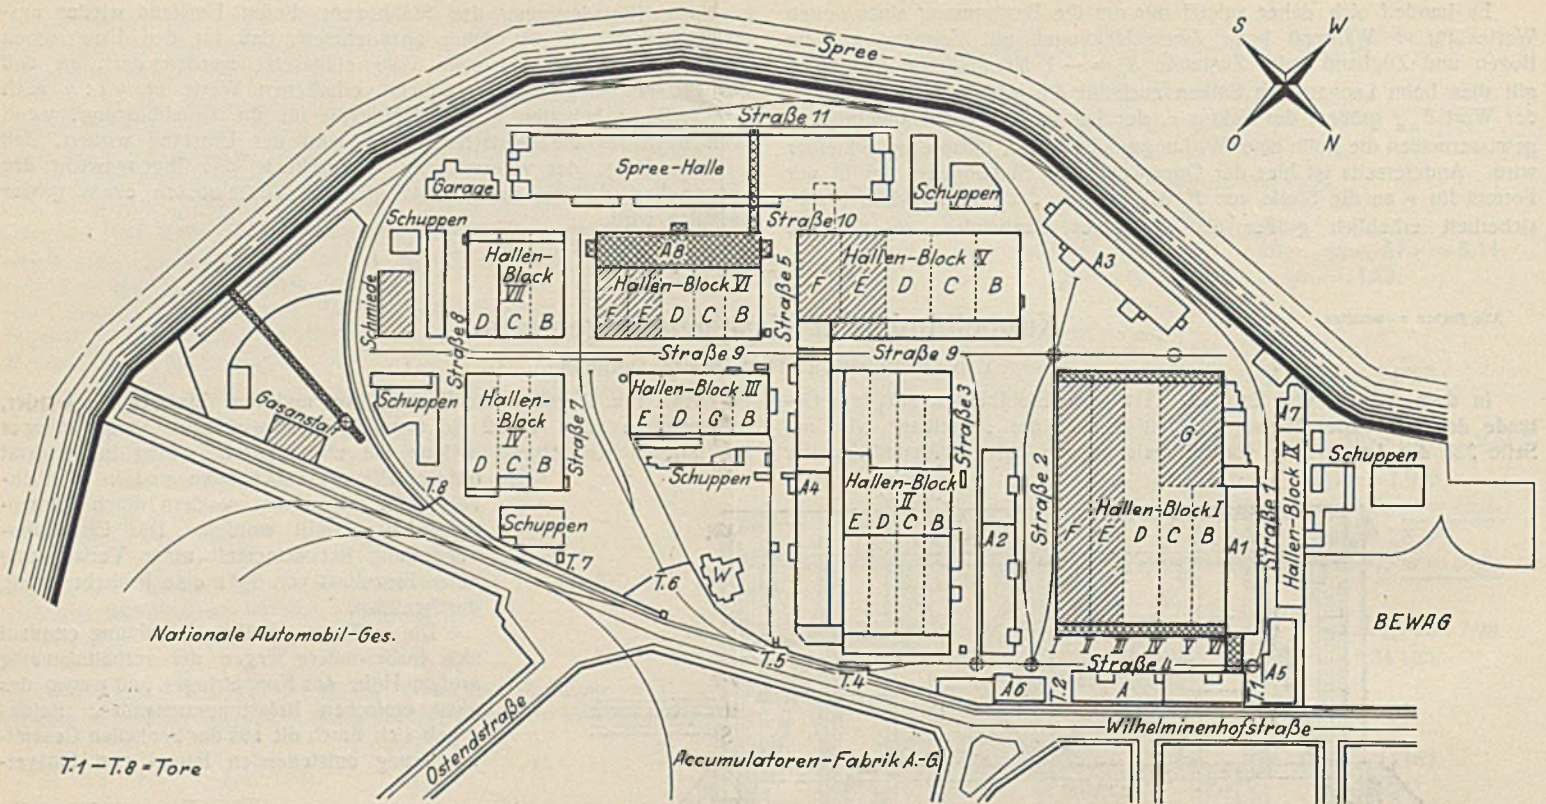 Spree.
S W
O N
Straße 11
Spree-Halle
Garage
Schuppen
Schuppen
Straße 10
A8
Hallen-
Block
VII
D C B
Hallen-Block VI
F E D C B
Straße 5
Hallen-Block V
F E D C B
A3
Schmiede
Straße 8
Straße 9
Straße 9
Gasanstalt
Schuppen
Hallen-
Block
IV
D C B
Straße 7
Hallen-Block III
E D G B
Schuppen
A4
Hallen-Block
II
E D C B
Straße 3
A2
Straße 2
G
Hallen-Block I
F E D C B
A1
Straße 1
A7
Hallen-Block IX
Schuppen
T.8
Schuppen
T.7
T.6
W
T.5
T.4
I II III IV V VI
Straße 4
A6
T.2
A
T.1
A5
BEWAG
Nationale Automobil-Ges.
Ostendstraße
Accumulatoren-Fabrik A.-G.
Wilhelminenhofstraße
T.1-T.8 = Tore